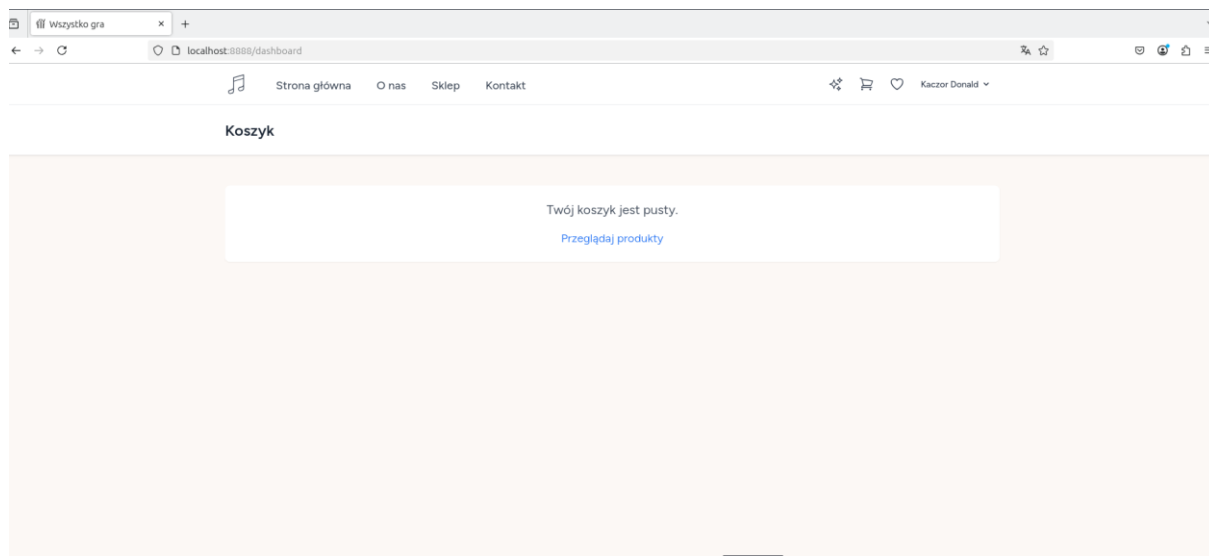 Wszystko gra
localhost:8888/dashboard
Strona główna O nas Sklep Kontakt Kaczor Donald
Koszyk
Twój koszyk jest pusty.
Przeglądaj produkty